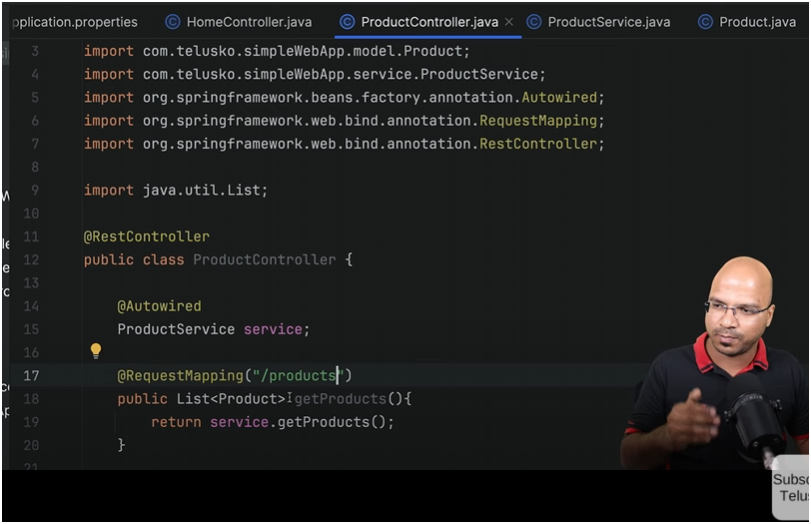 application.properties
HomeController.java
ProductController.java
ProductService.java
Product.java
3 import com.telusko.simpleWebApp.model.Product;
4 import com.telusko.simpleWebApp.service.ProductService;
5 import org.springframework.beans.factory.annotation.Autowired;
6 import org.springframework.web.bind.annotation.RequestMapping;
7 import org.springframework.web.bind.annotation.RestController;
8
9 import java.util.List;
10
11 @RestController
12 public class ProductController {
13
14 @Autowired
15 ProductService service;
16
17 @RequestMapping("/products")
18 public List<Product> getProducts(){
19 return service.getProducts();
20 }
21
Subsc
Telus